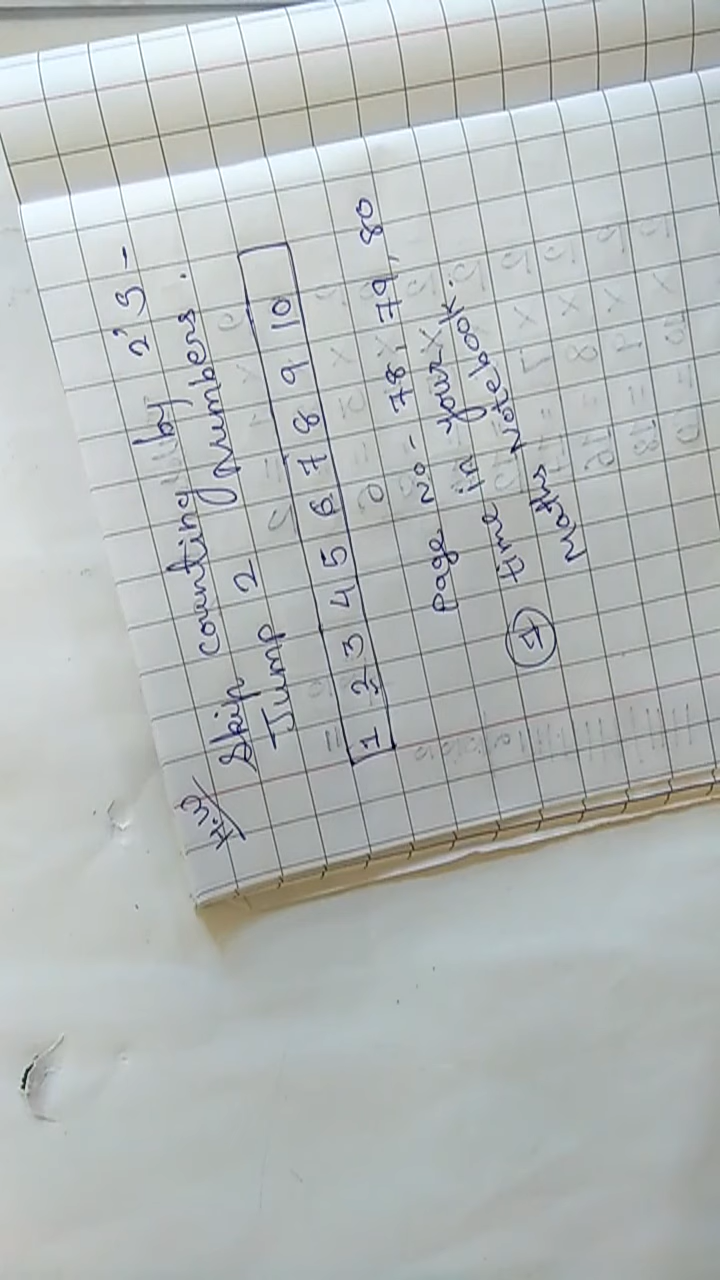 H.W
Skip counting by 2's -
Jump 2 numbers.
1 2 3 4 5 6 7 8 9 10
Page No - 78, 79, 80
time in your
Maths Notebook.